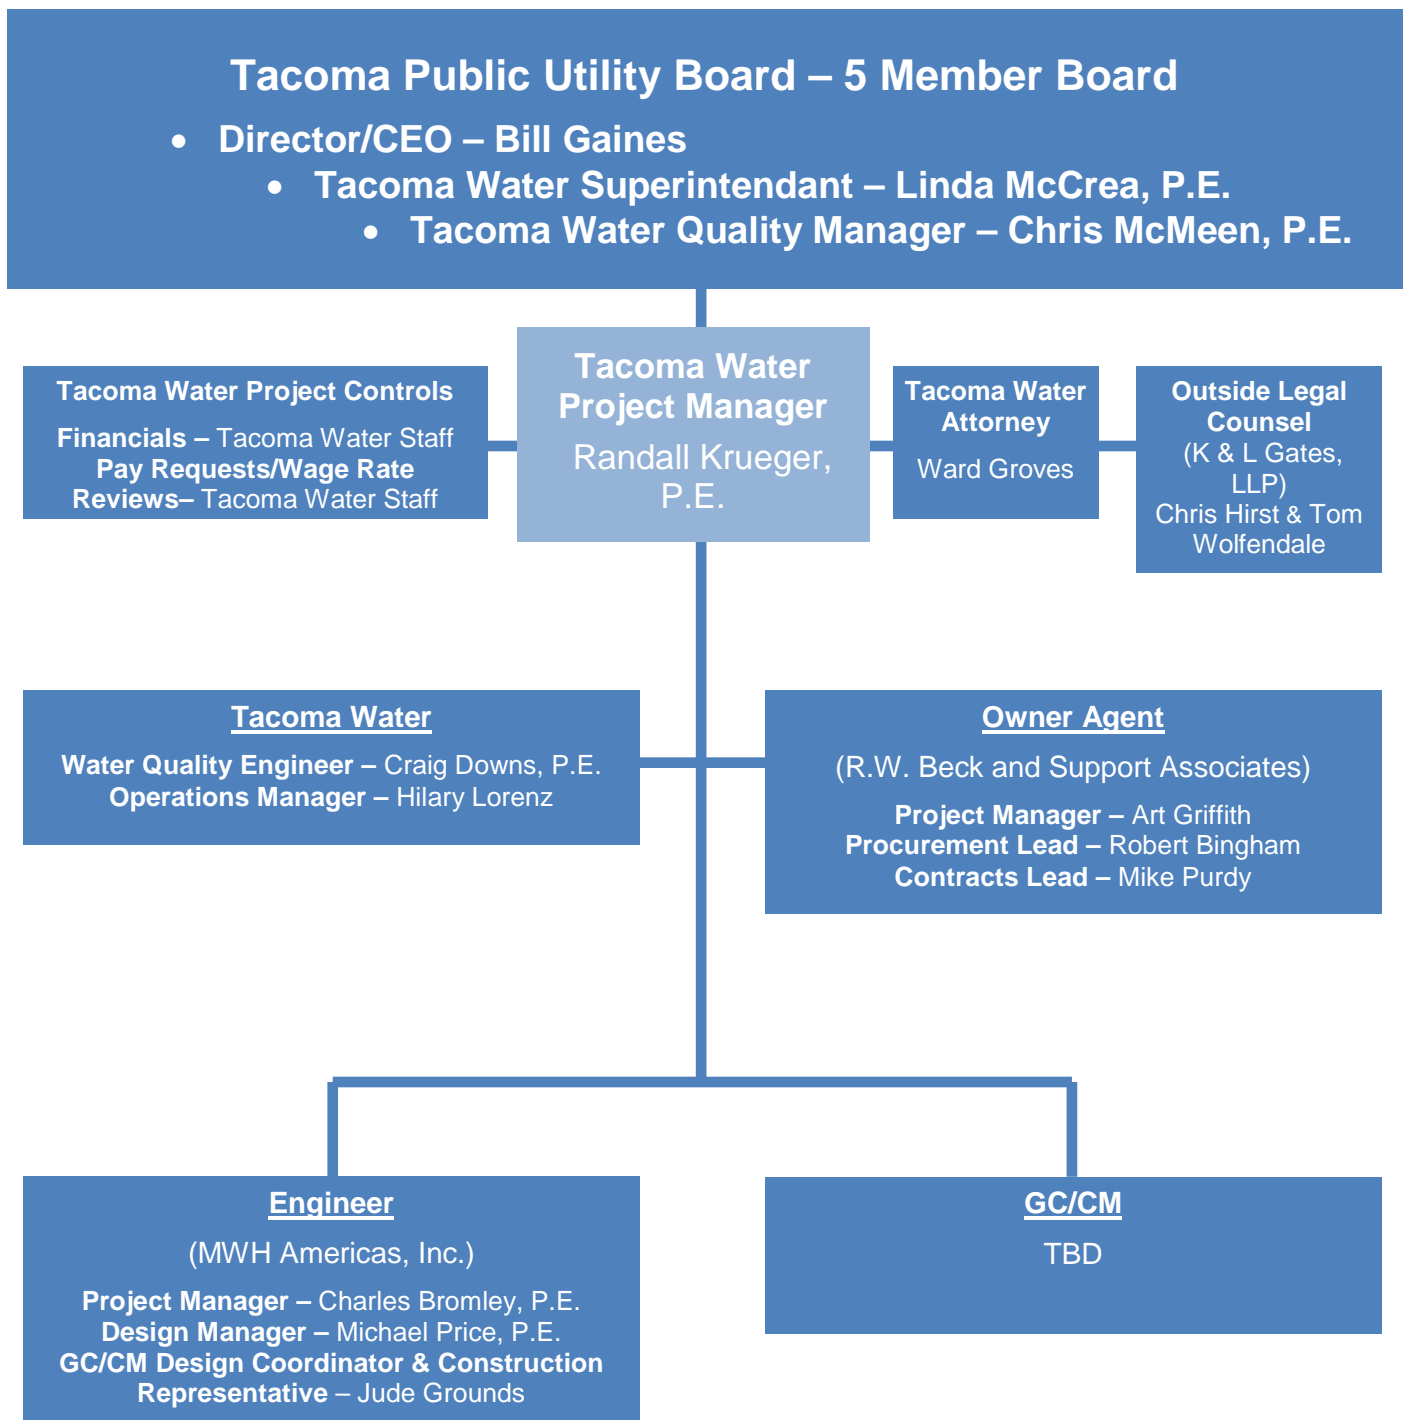 Tacoma Public Utility Board – 5 Member Board
• Director/CEO – Bill Gaines
• Tacoma Water Superintendant – Linda McCrea, P.E.
• Tacoma Water Quality Manager – Chris McMeen, P.E.
Tacoma Water Project Controls
Financials – Tacoma Water Staff
Pay Requests/Wage Rate
Reviews– Tacoma Water Staff
Tacoma Water
Project Manager
Randall Krueger,
P.E.
Tacoma Water
Attorney
Ward Groves
Outside Legal
Counsel
(K & L Gates,
LLP)
Chris Hirst & Tom
Wolfendale
Tacoma Water
Water Quality Engineer – Craig Downs, P.E.
Operations Manager – Hilary Lorenz
Owner Agent
(R.W. Beck and Support Associates)
Project Manager – Art Griffith
Procurement Lead – Robert Bingham
Contracts Lead – Mike Purdy
Engineer
(MWH Americas, Inc.)
Project Manager – Charles Bromley, P.E.
Design Manager – Michael Price, P.E.
GC/CM Design Coordinator & Construction
Representative – Jude Grounds
GC/CM
TBD